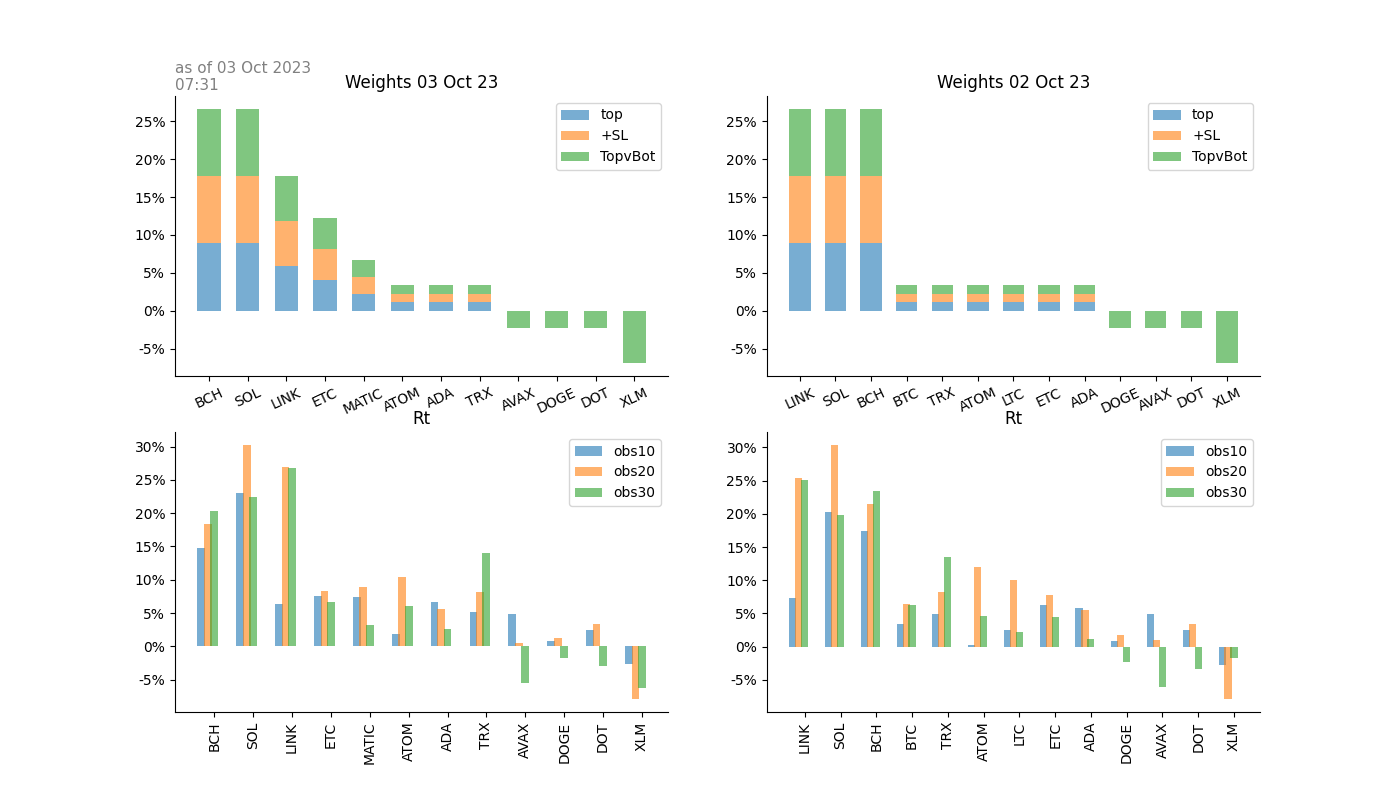 as of 03 Oct 2023
07:31
Weights 03 Oct 23
25%
20%
15%
10%
5%
0%
-5%
top
+SL
TopvBot
BCH SOL LINK ETC MATIC ATOM ADA TRX AVAX DOGE DOT XLM
Weights 02 Oct 23
25%
20%
15%
10%
5%
0%
-5%
top
+SL
TopvBot
LINK SOL BCH BTC TRX ATOM LTC ETC ADA DOGE AVAX DOT XLM
Rt
30%
25%
20%
15%
10%
5%
0%
-5%
obs10
obs20
obs30
BCH SOL LINK ETC MATIC ATOM ADA TRX AVAX DOGE DOT XLM
Rt
30%
25%
20%
15%
10%
5%
0%
-5%
obs10
obs20
obs30
LINK SOL BCH BTC TRX ATOM LTC ETC ADA DOGE AVAX DOT XLM